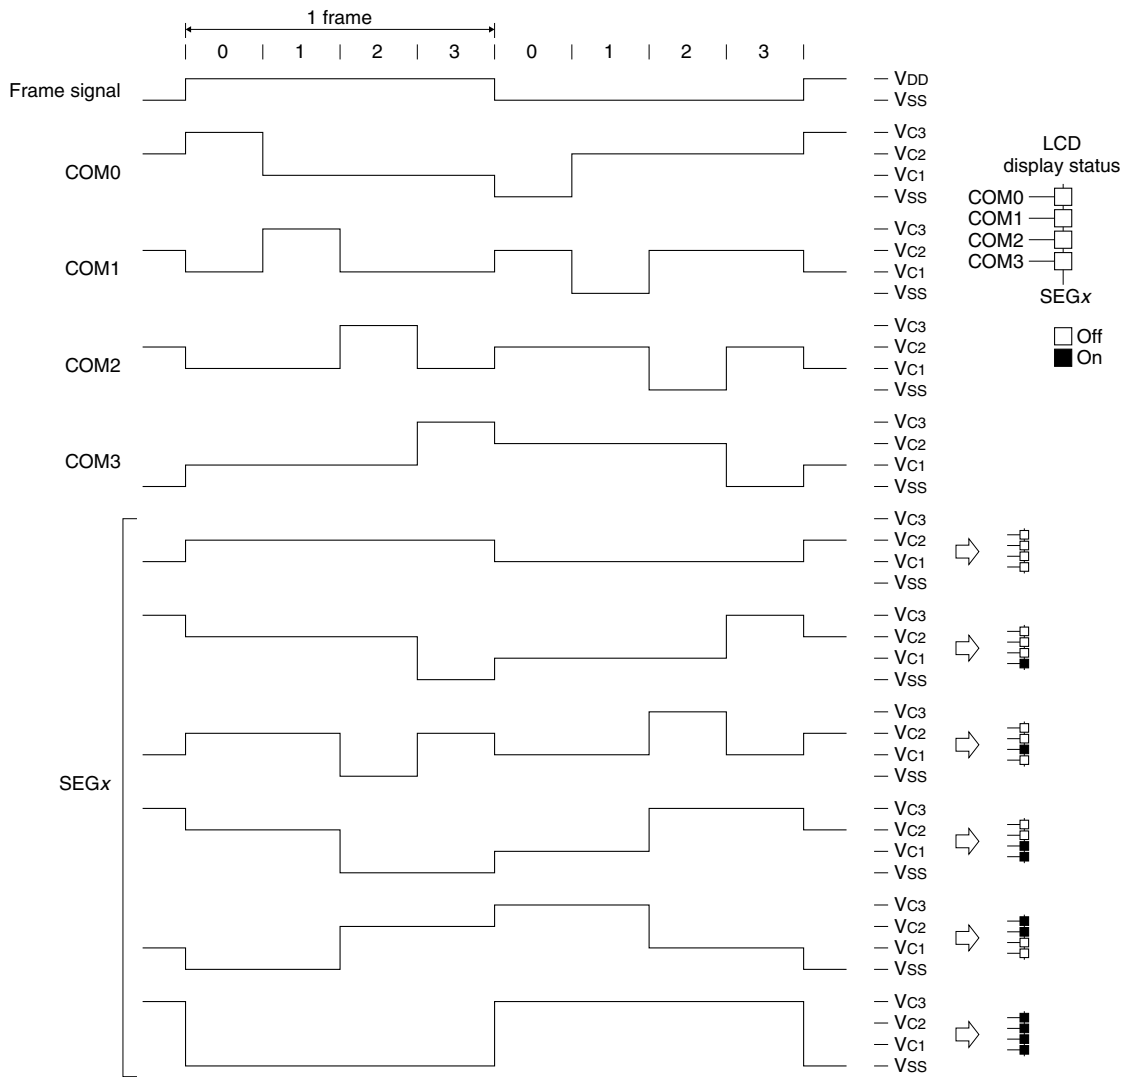 1 frame
0 | 1 | 2 | 3 | 0 | 1 | 2 | 3
Frame signal
VDD
VSS
COM0
VC3
VC2
VC1
VSS
COM1
VC3
VC2
VC1
VSS
COM2
VC3
VC2
VC1
VSS
COM3
VC3
VC2
VC1
VSS
LCD
display status
COM0
COM1
COM2
COM3
SEGx
Off
On
SEGx
VC3
VC2
VC1
VSS
VC3
VC2
VC1
VSS
VC3
VC2
VC1
VSS
VC3
VC2
VC1
VSS
VC3
VC2
VC1
VSS
VC3
VC2
VC1
VSS